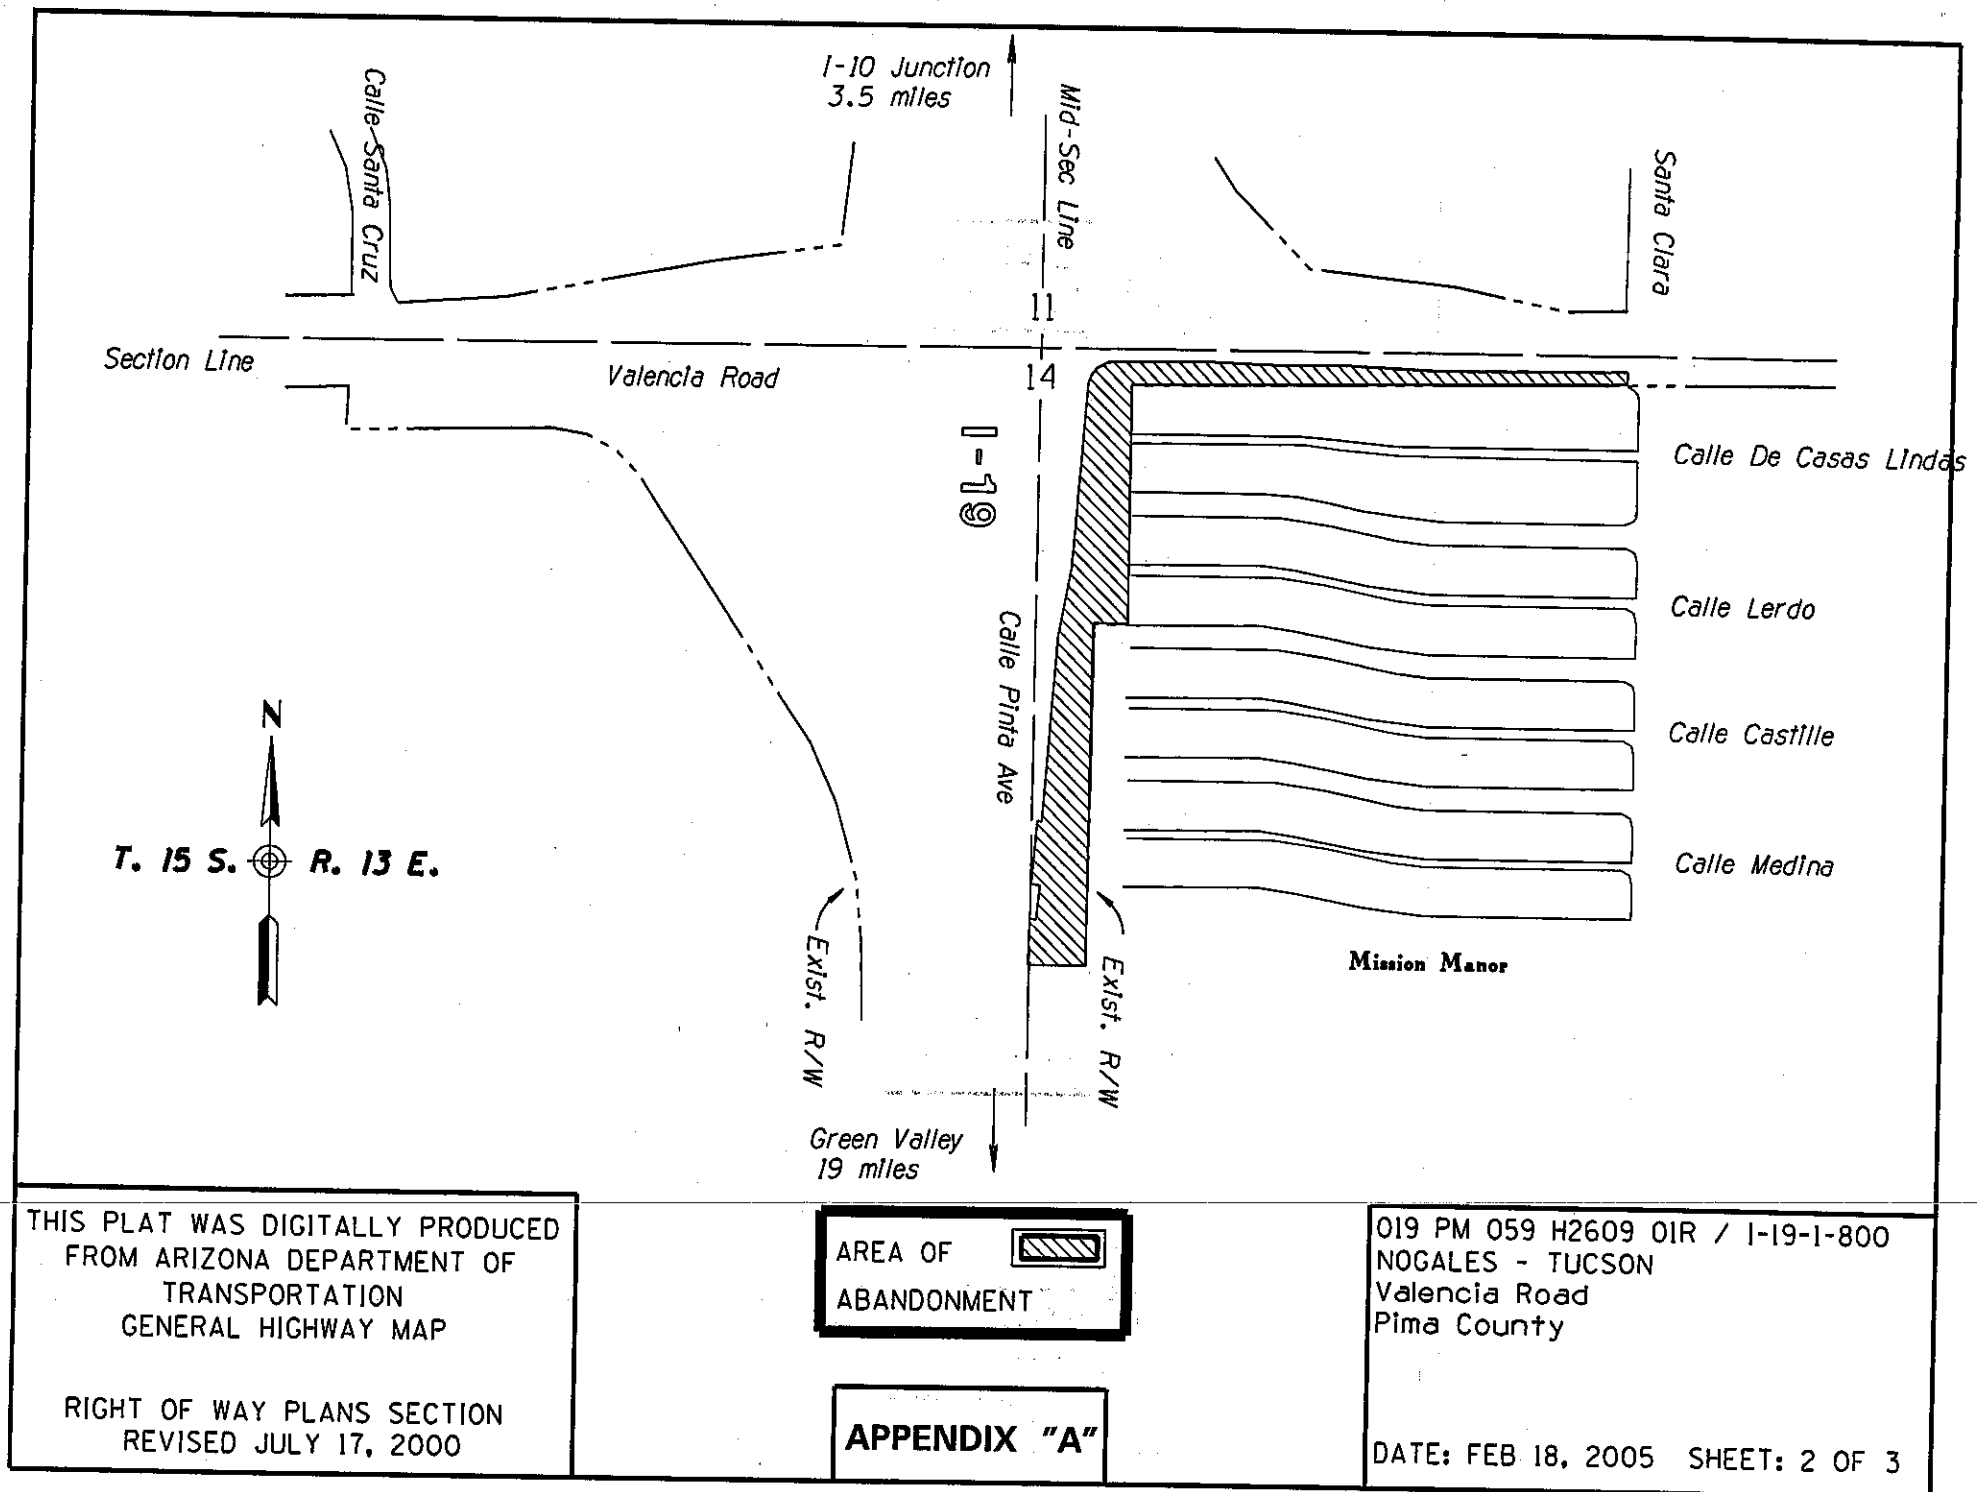 I-10 Junction
3.5 miles
Calle Santa Cruz
Mid-Sec Line
Santa Clara
11
Section Line
Valencia Road
14
I-19
Calle De Casas Lindas
Calle Lerdo
Calle Pinta Ave
N
Calle Castille
T. 15 S. R. 13 E.
Calle Medina
Exist. R/W
Exist. R/W
Mission Manor
Green Valley
19 miles
THIS PLAT WAS DIGITALLY PRODUCED
FROM ARIZONA DEPARTMENT OF
TRANSPORTATION
GENERAL HIGHWAY MAP
RIGHT OF WAY PLANS SECTION
REVISED JULY 17, 2000
AREA OF
ABANDONMENT
APPENDIX "A"
019 PM 059 H2609 01R / I-19-1-800
NOGALES - TUCSON
Valencia Road
Pima County
DATE: FEB 18, 2005 SHEET: 2 OF 3